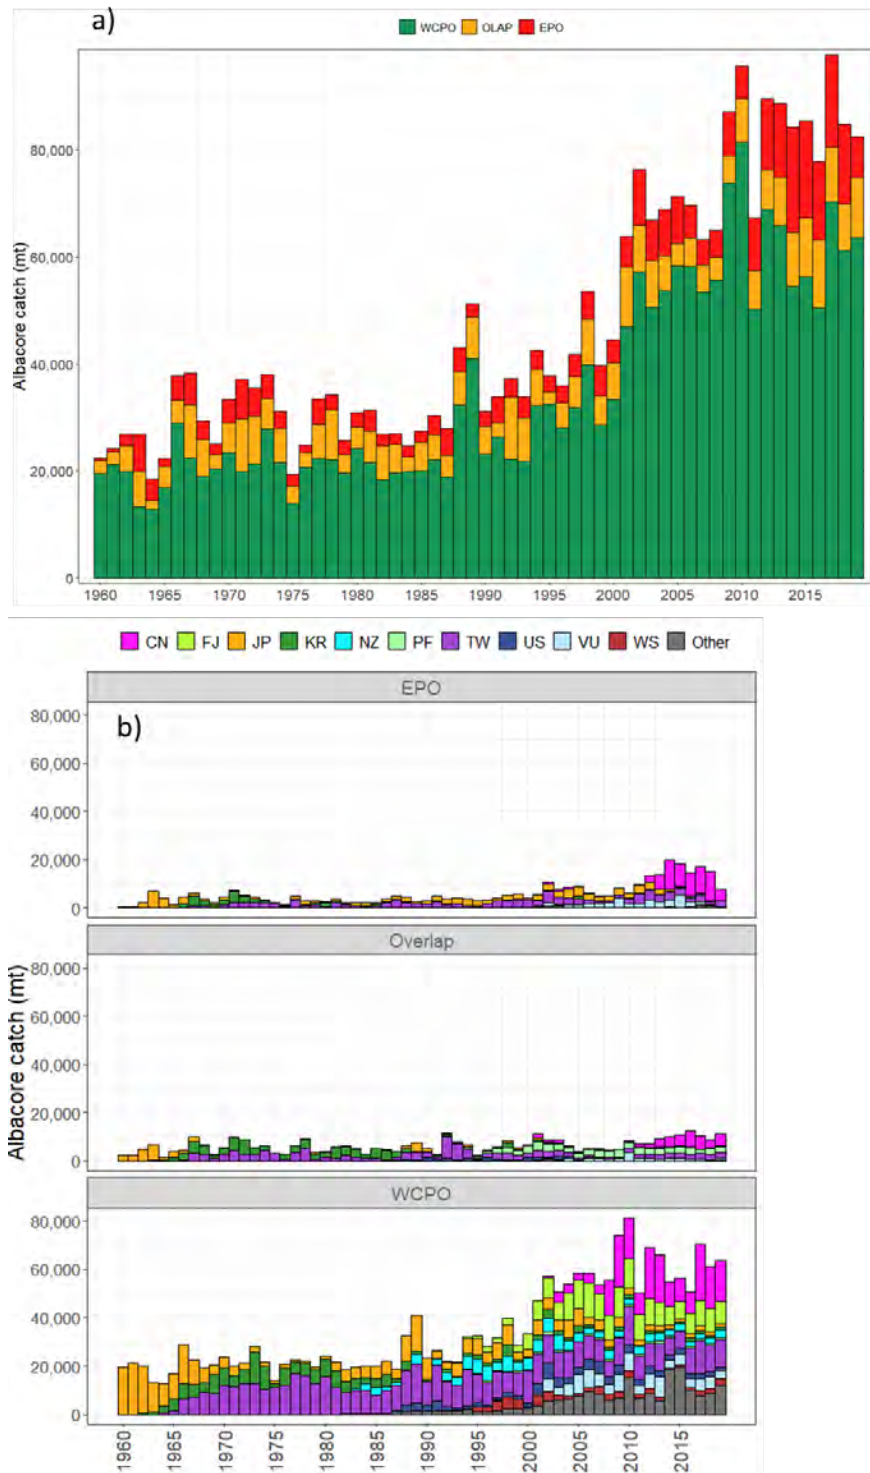 a)
WCPO OLAP EPO
Albacore catch (mt)
80,000
60,000
40,000
20,000
0
1960 1965 1970 1975 1980 1985 1990 1995 2000 2005 2010 2015
CN FJ JP KR NZ PF TW US VU WS Other
EPO
b)
80,000
60,000
40,000
20,000
0
Overlap
Albacore catch (mt)
80,000
60,000
40,000
20,000
0
WCPO
80,000
60,000
40,000
20,000
0
1960 1965 1970 1975 1980 1985 1990 1995 2000 2005 2010 2015